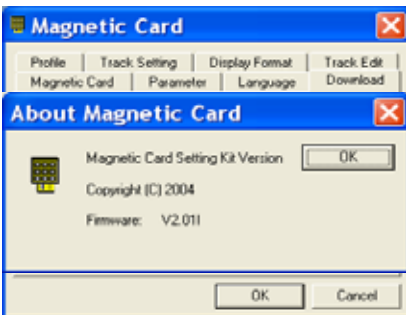 Magnetic Card
Profile Track Setting Display Format Track Edit
Magnetic Card Parameter Language Download
About Magnetic Card
Magnetic Card Setting Kit Version OK
Copyright (C) 2004
Firmware: V2.01I
OK Cancel